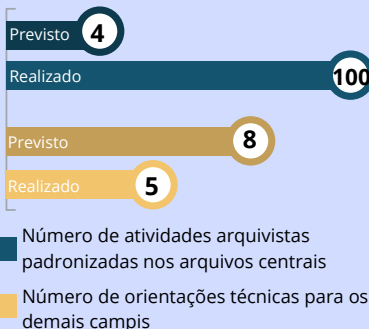 Previsto 4
Realizado 100
Previsto 8
Realizado 5
Número de atividades arquivistas
padronizadas nos arquivos centrais
Número de orientações técnicas para os
demais campis